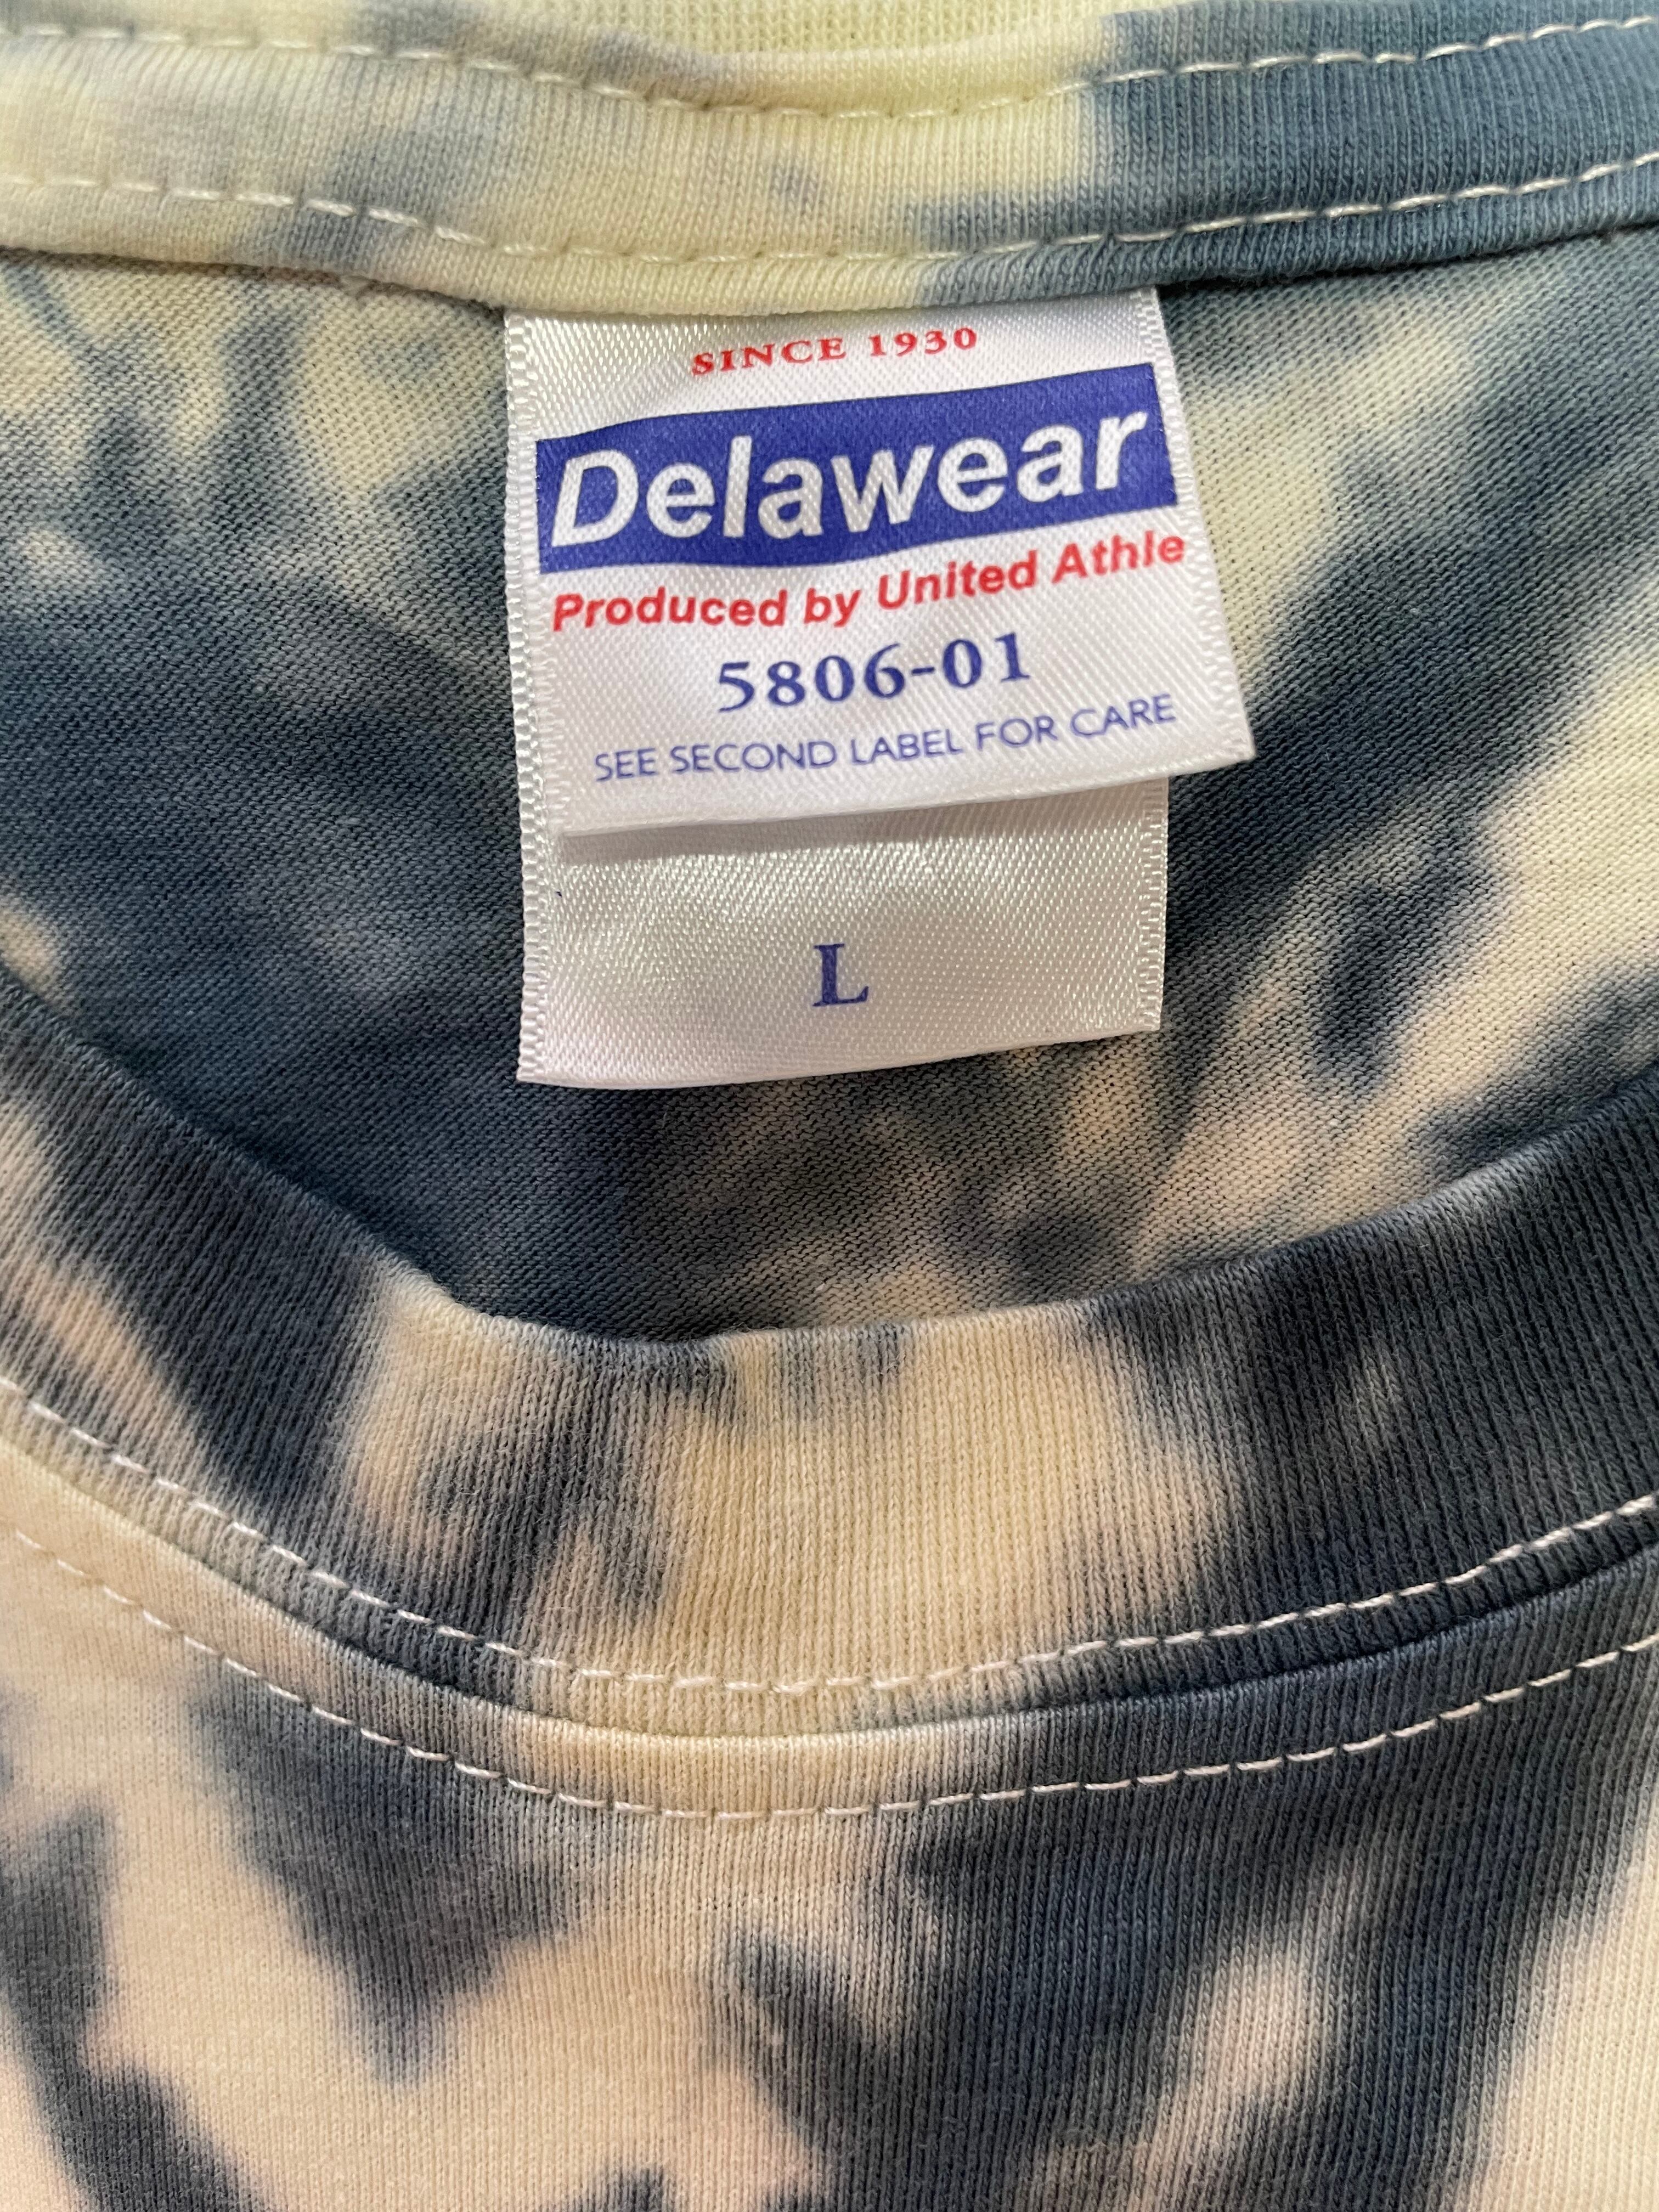 SINCE 1930
Delawear
Produced by United Athle
5806-01
SEE SECOND LABEL FOR CARE
L